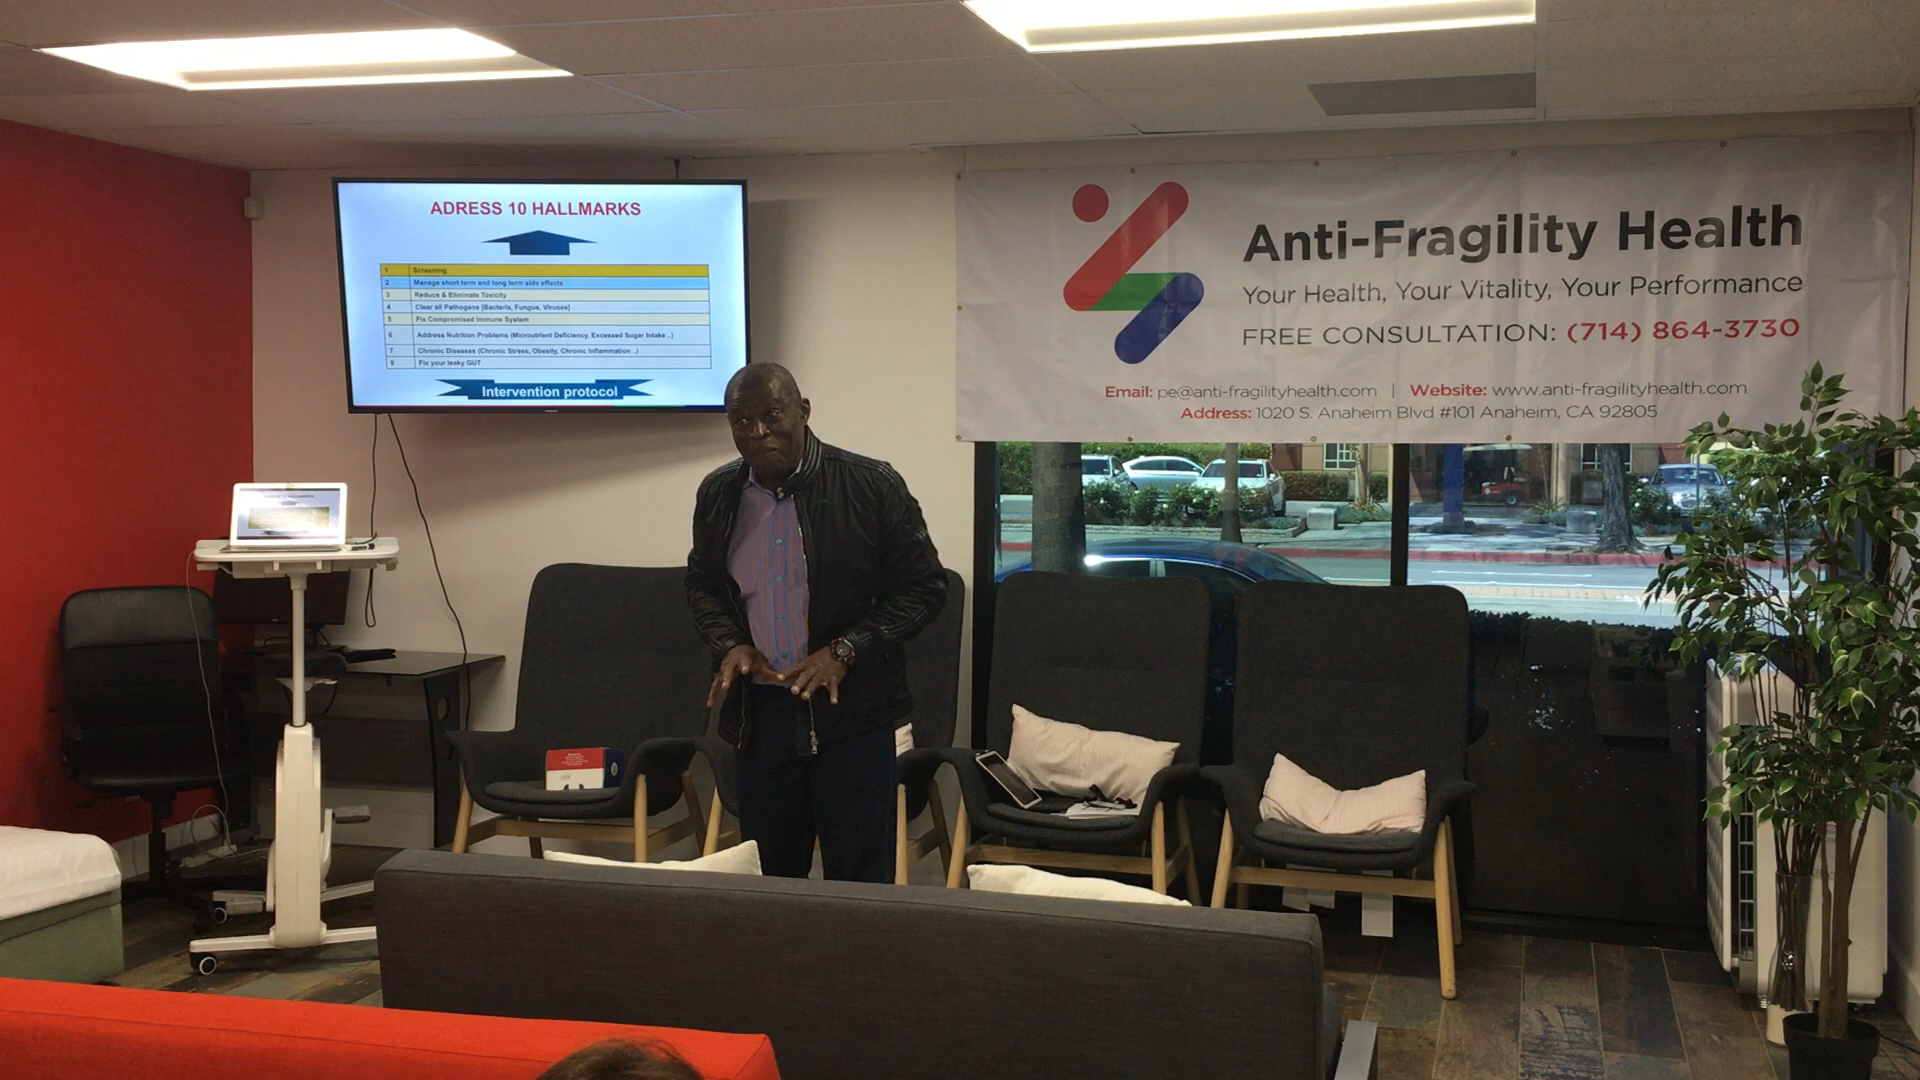 ADRESS 10 HALLMARKS
1 Screening
2 Manage short term and long term side effects
3 Reduce & Eliminate Toxicity
4 Clear all Pathogens [Bacteria, Fungus, Viruses]
5 Fix Compromised Immune System
6 Address Nutrition Problems (Microutrient Deficiency, Excessed Sugar Intake ..)
7 Chronic Diseases (Chronic Stress, Obesity, Chronic Inflammation ..)
8 Fix your leaky GUT
Intervention protocol
Anti-Fragility Health
Your Health, Your Vitality, Your Performance
FREE CONSULTATION: (714) 864-3730
Email: pe@anti-fragilityhealth.com | Website: www.anti-fragilityhealth.com
Address: 1020 S. Anaheim Blvd #101 Anaheim, CA 92805